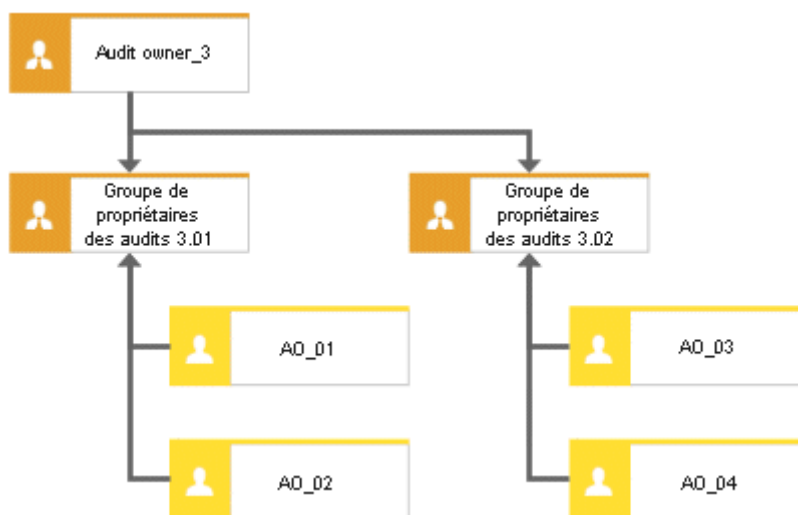 Audit owner_3
Groupe de
propriétaires
des audits 3.01
Groupe de
propriétaires
des audits 3.02
AO_01
AO_03
AO_02
AO_04